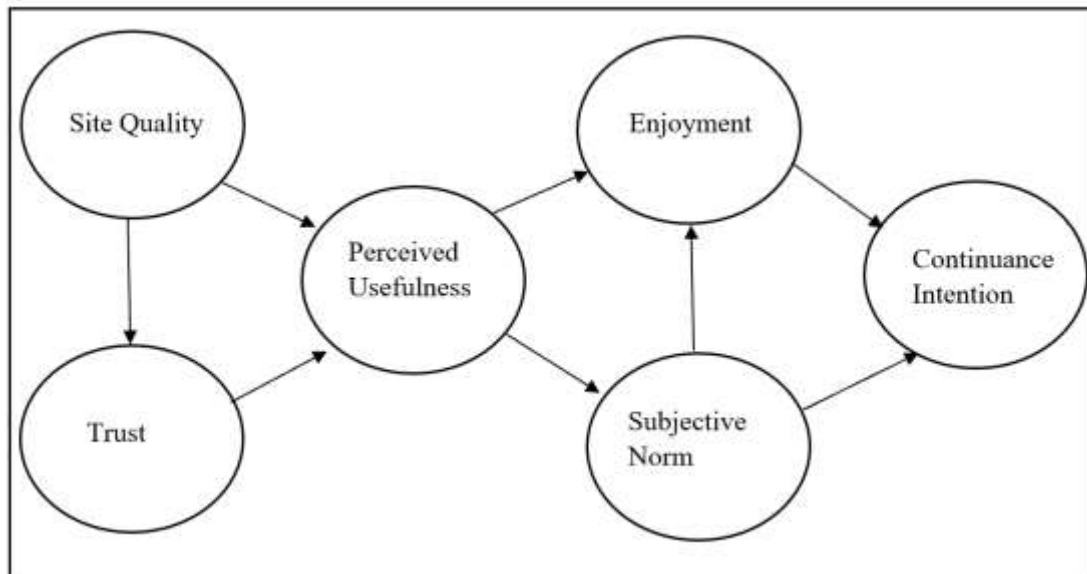 Site Quality
Enjoyment
Perceived
Usefulness
Continuance
Intention
Trust
Subjective
Norm